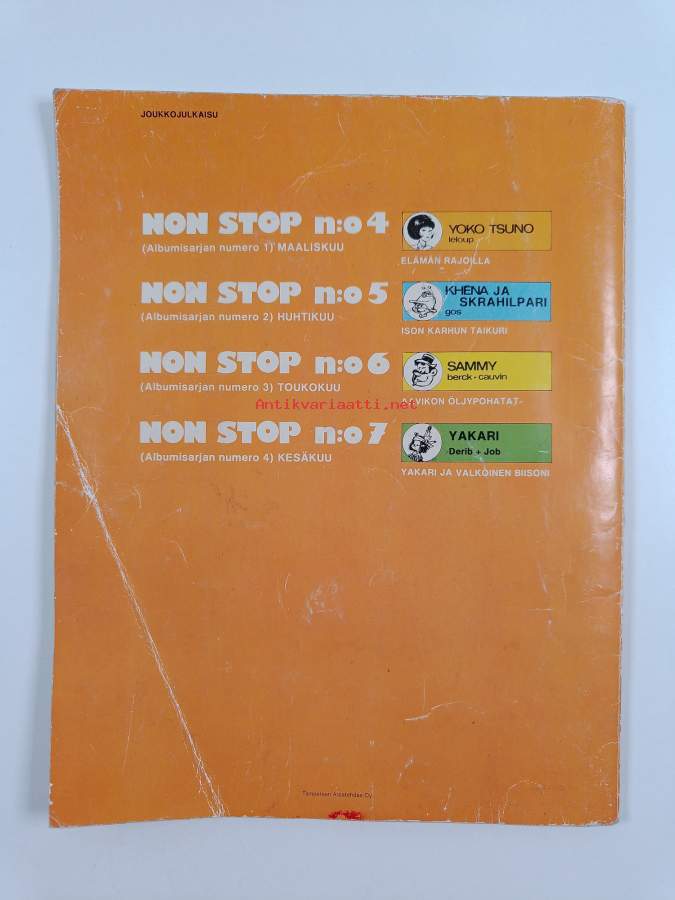 JOUKKOJULKAISU
NON STOP n:o 4
(Albumisarjan numero 1) MAALISKUU
YOKO TSUNO
leloup
ELÄMÄN RAJOILLA
NON STOP n:o 5
(Albumisarjan numero 2) HUHTIKUU
KHENA JA
SKRAHILPARI
gos
ISON KARHUN TAIKURI
NON STOP n:o 6
(Albumisarjan numero 3) TOUKOKUU
SAMMY
berck - cauvin
ÖLJYPOHATAT
Antikvariaatti.net
NON STOP n:o 7
(Albumisarjan numero 4) KESÄKUU
YAKARI
Derib + Job
YAKARI JA VALKOINEN BIISONI
Oy